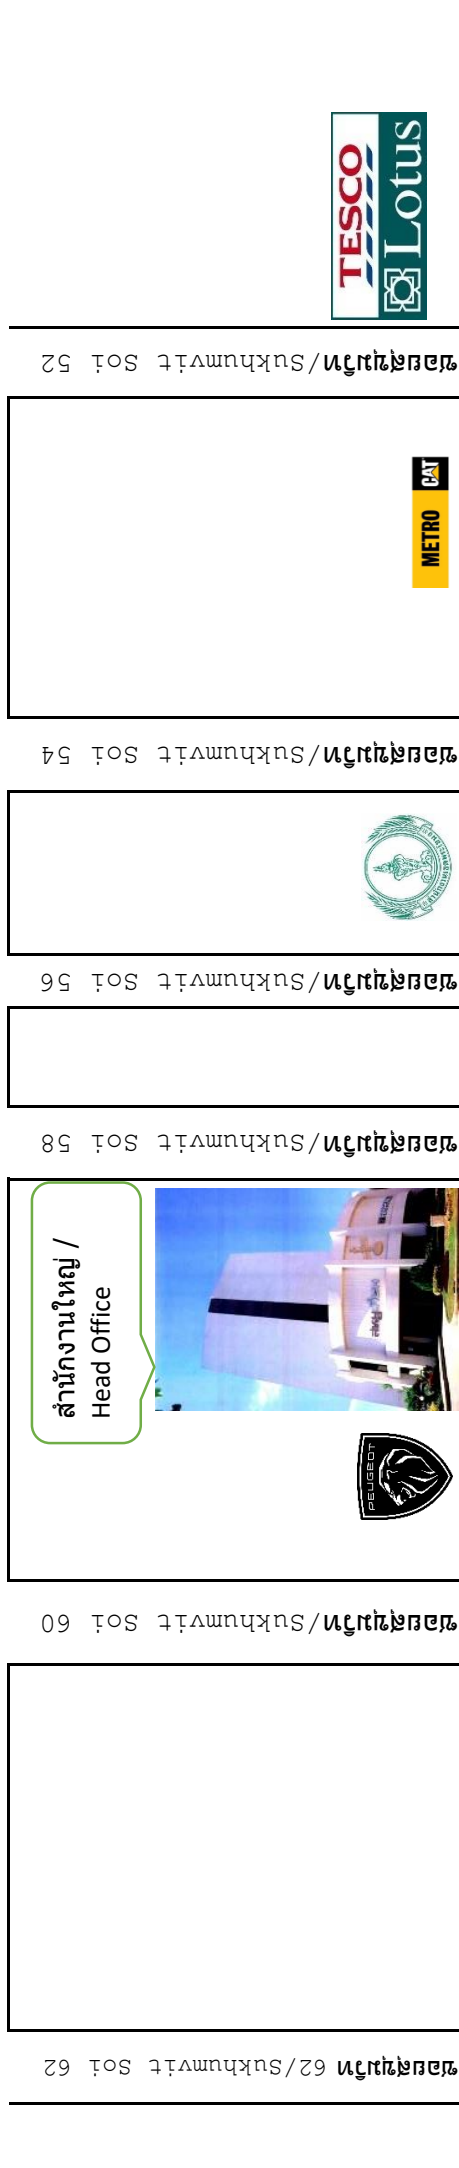 TESCO
Lotus
ซอยสุขุมวิท/Sukhumvit Soi 52
METRO CAT
ซอยสุขุมวิท/Sukhumvit Soi 54
ซอยสุขุมวิท/Sukhumvit Soi 56
ซอยสุขุมวิท/Sukhumvit Soi 58
สำนักงานใหญ่ /
Head Office
PEUGEOT
ซอยสุขุมวิท/Sukhumvit Soi 60
ซอยสุขุมวิท 62/Sukhumvit Soi 62